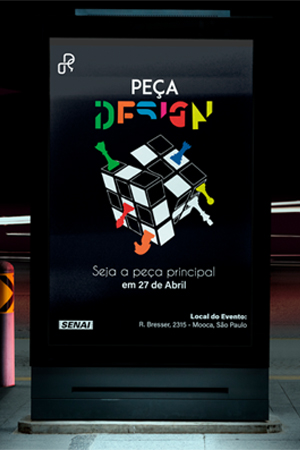 PEÇA
DESIGN
Seja a peça principal
em 27 de Abril
Local do Evento:
R. Bresser, 2315 - Mooca, São Paulo
SENAI